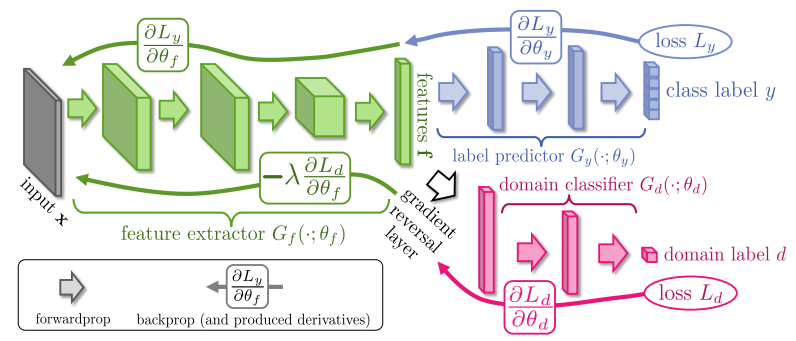 ∂L_y/∂θ_f
∂L_y/∂θ_y
loss L_y
features f
class label y
label predictor G_y(·;θ_y)
input x
−λ ∂L_d/∂θ_f
feature extractor G_f(·;θ_f)
gradient
reversal
layer
domain classifier G_d(·;θ_d)
domain label d
∂L_d/∂θ_d
loss L_d
∂L_y/∂θ_f
forwardprop
backprop (and produced derivatives)